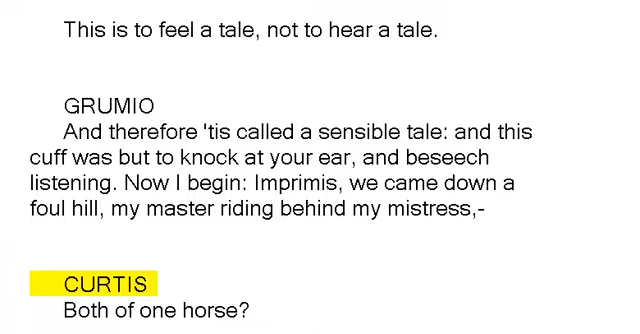 This is to feel a tale, not to hear a tale.
GRUMIO
And therefore 'tis called a sensible tale: and this
cuff was but to knock at your ear, and beseech
listening. Now I begin: Imprimis, we came down a
foul hill, my master riding behind my mistress,-
CURTIS
Both of one horse?